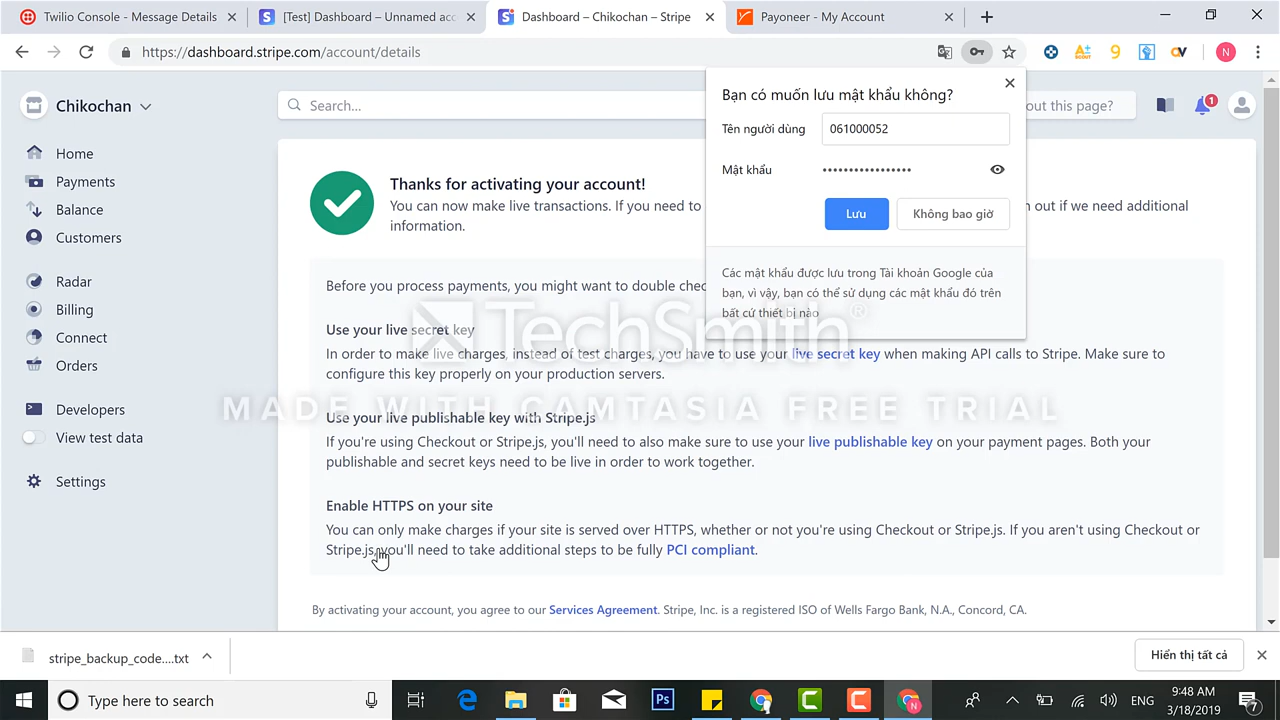 Twilio Console - Message Details
[Test] Dashboard – Unnamed acc
Dashboard – Chikochan – Stripe
Payoneer - My Account
https://dashboard.stripe.com/account/details
N
Chikochan
Search...
out this page?
1
Home
Payments
Balance
Customers
Radar
Billing
Connect
Orders
Developers
View test data
Settings
Bạn có muốn lưu mật khẩu không?
Tên người dùng 061000052
Mật khẩu •••••••••••••••••
Lưu Không bao giờ
Các mật khẩu được lưu trong Tài khoản Google của
bạn, vì vậy, bạn có thể sử dụng các mật khẩu đó trên
bất cứ thiết bị nào
Thanks for activating your account!
You can now make live transactions. If you need to
out if we need additional
information.
Before you process payments, you might want to double chec
Use your live secret key
In order to make live charges, instead of test charges, you have to use your live secret key when making API calls to Stripe. Make sure to
configure this key properly on your production servers.
Use your live publishable key with Stripe.js
If you're using Checkout or Stripe.js, you'll need to also make sure to use your live publishable key on your payment pages. Both your
publishable and secret keys need to be live in order to work together.
Enable HTTPS on your site
You can only make charges if your site is served over HTTPS, whether or not you're using Checkout or Stripe.js. If you aren't using Checkout or
Stripe.js, you'll need to take additional steps to be fully PCI compliant.
By activating your account, you agree to our Services Agreement. Stripe, Inc. is a registered ISO of Wells Fargo Bank, N.A., Concord, CA.
TechSmith®
MADE WITH CAMTASIA FREE TRIAL
stripe_backup_code....txt
Hiển thị tất cả
Type here to search
ENG
9:48 AM
3/18/2019
7